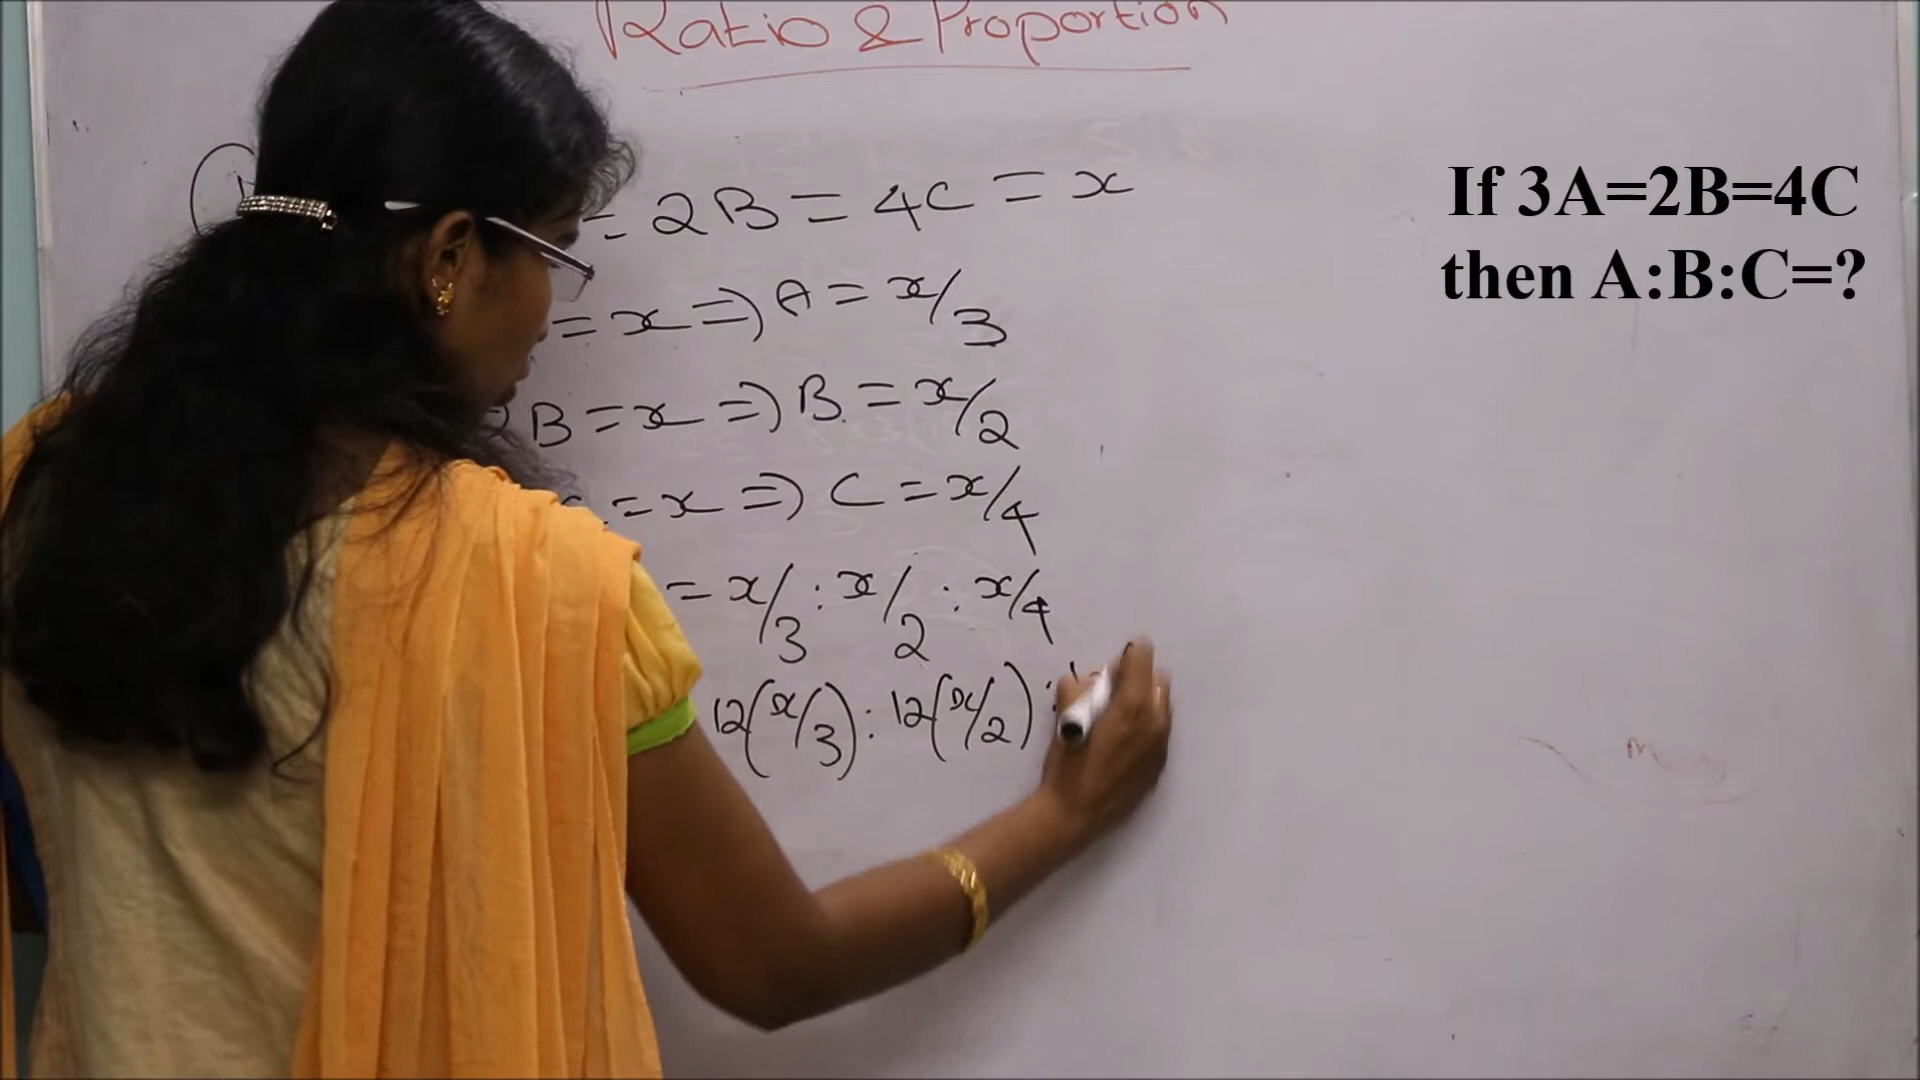 Ratio & Proportion
= 2B = 4C = x
= x ⇒ A = x/3
2B = x ⇒ B = x/2
= x ⇒ C = x/4
= x/3 : x/2 : x/4
12(x/3) : 12(x/2) :
If 3A=2B=4C
then A:B:C=?